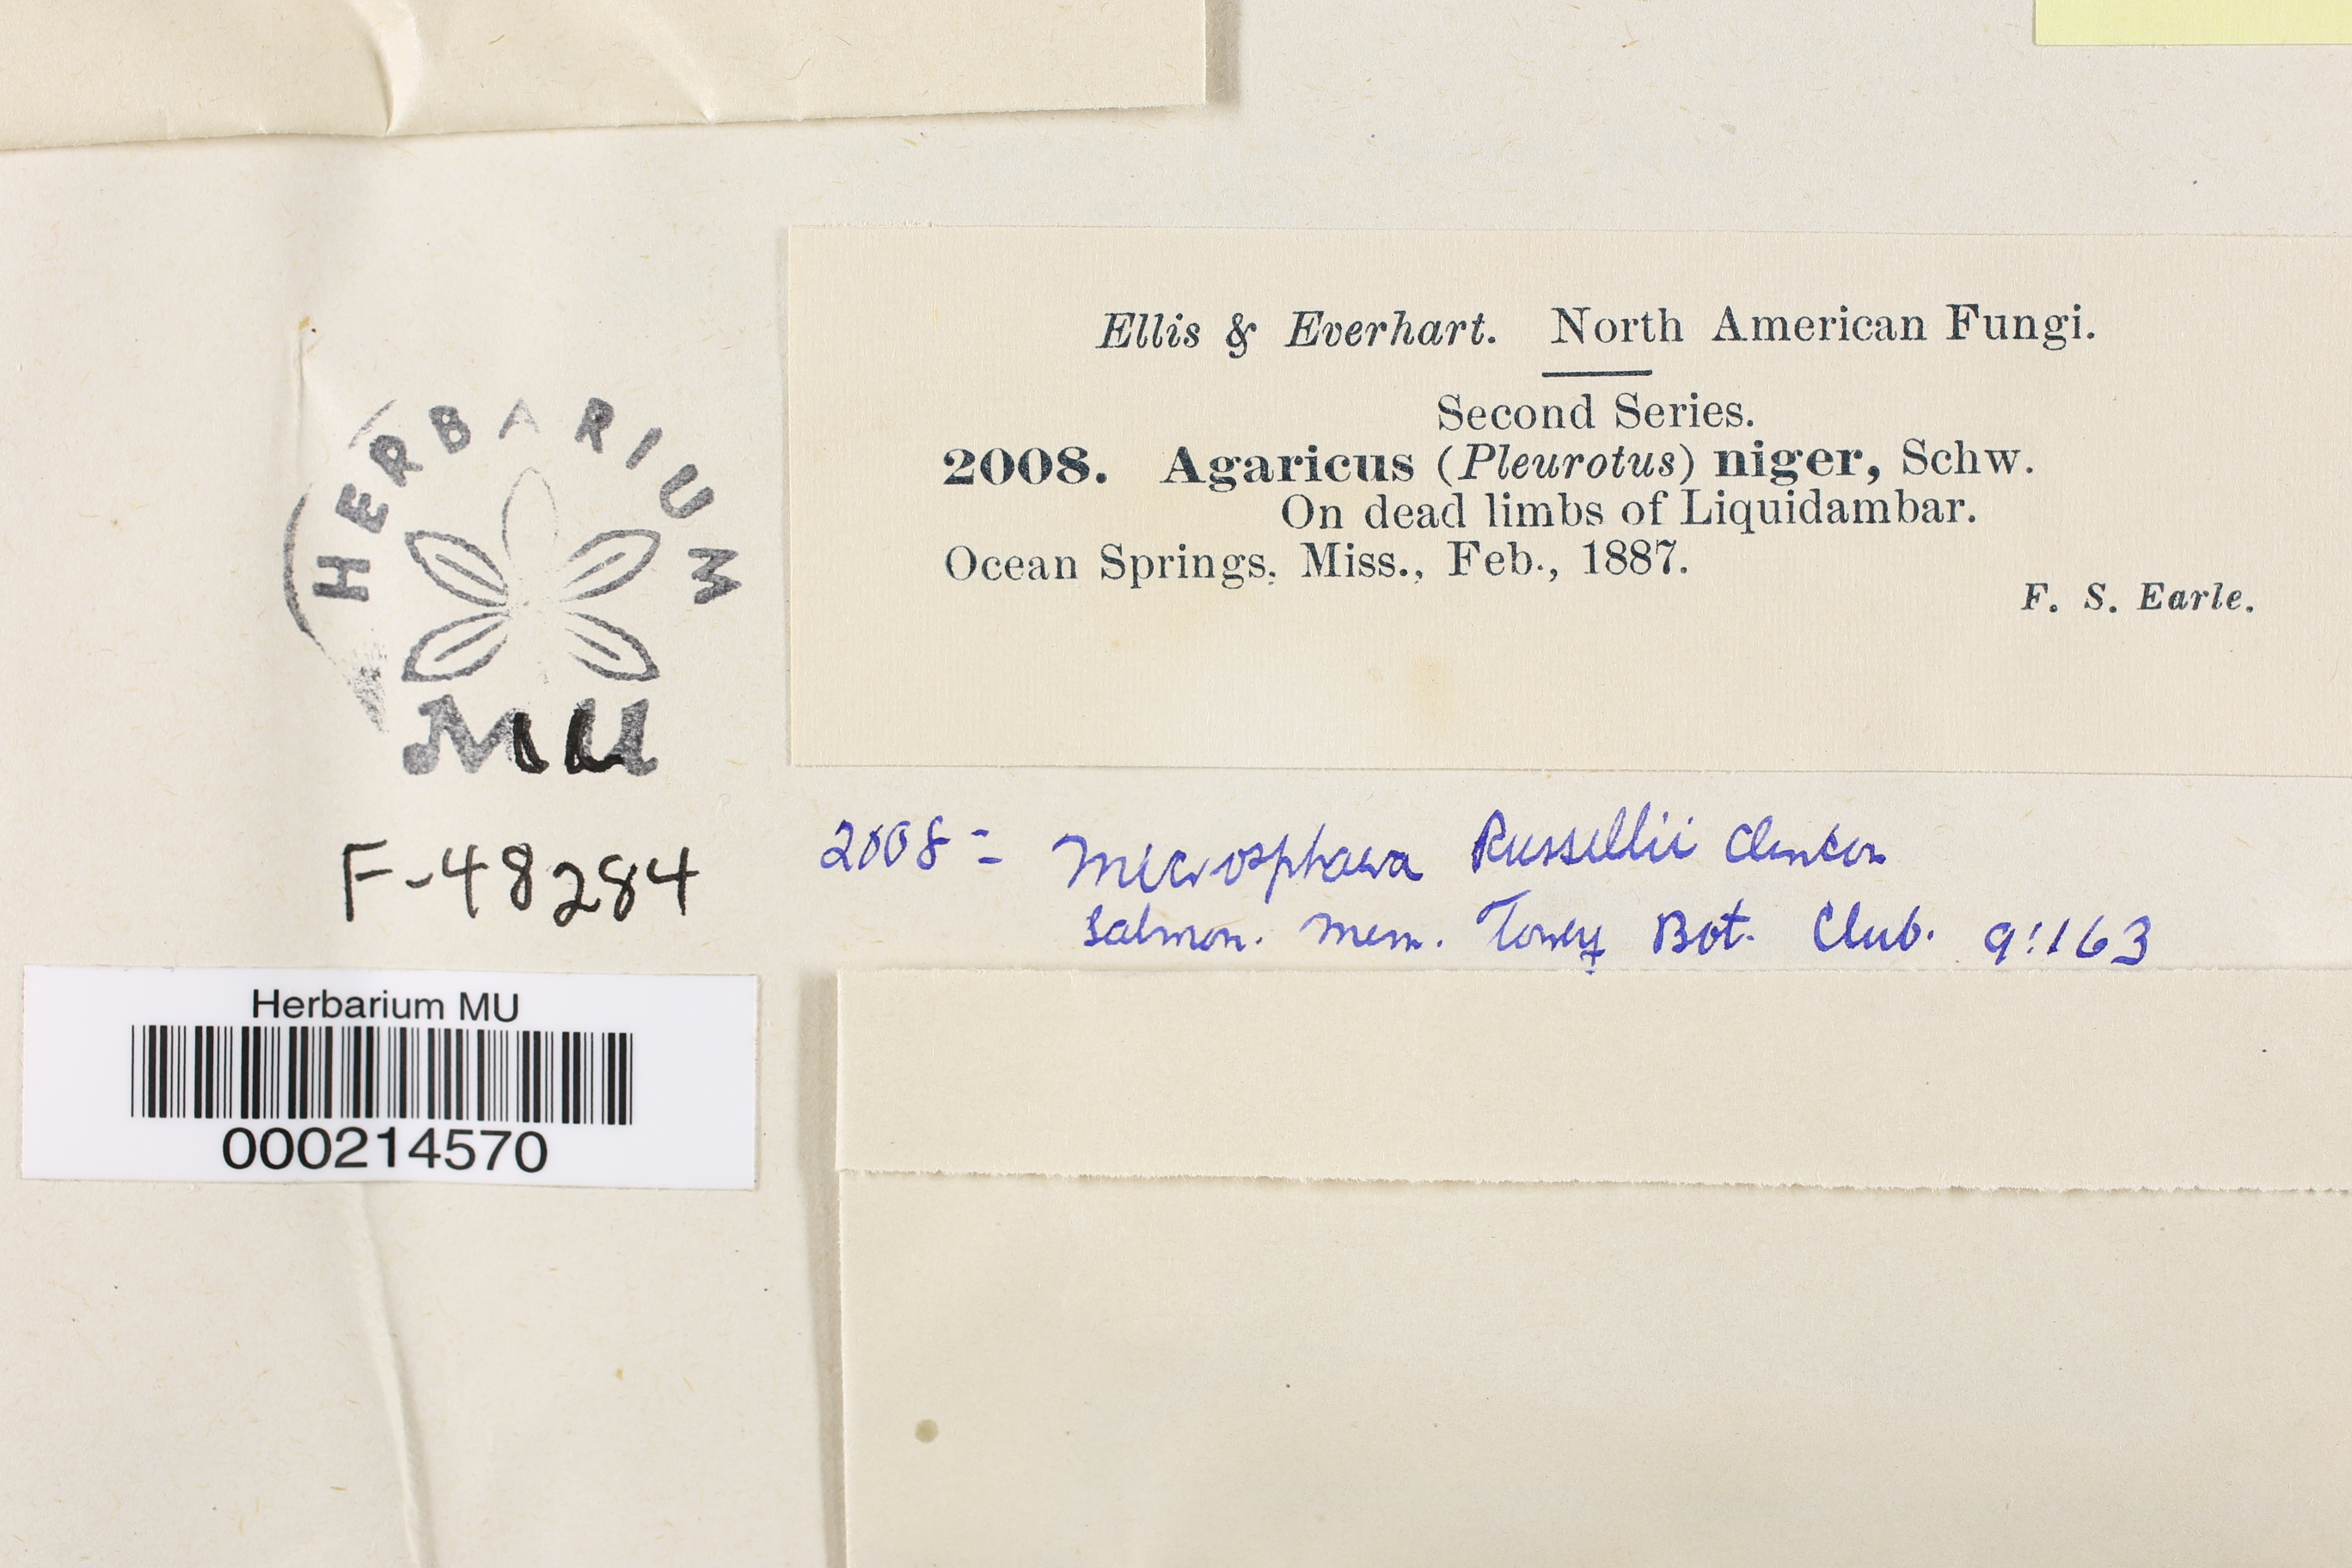 Ellis & Everhart. North American Fungi.
Second Series.
2008. Agaricus (Pleurotus) niger, Schw.
On dead limbs of Liquidambar.
Ocean Springs, Miss., Feb., 1887.
F. S. Earle.
HERBARIUM
MU
F-48284
2008 = Microsphaera Russellii Clinton
Salmon. Mem. Torrey Bot. Club. 9:163
Herbarium MU
000214570